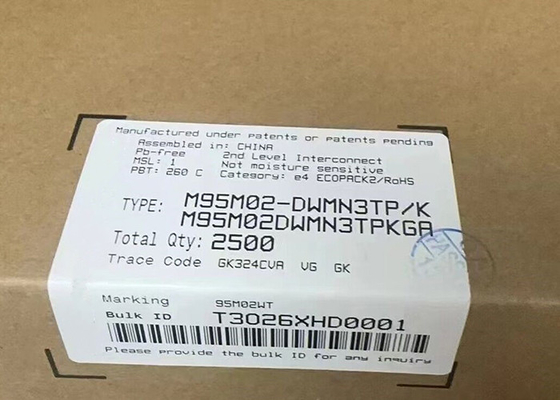 Manufactured under patents or patents pending
Assembled in: CHINA
Pb-free 2nd Level Interconnect
MSL: 1 Not moisture sensitive
PBT: 260 C Category: e4 ECOPACK2/RoHS
TYPE: M95M02-DWMN3TP/K
M95M02DWMN3TPKGA
Total Qty: 2500
Trace Code GK324CVA VG GK
Marking 95M02WT
Bulk ID T3026XHD0001
Please provide the bulk ID for any inquiry